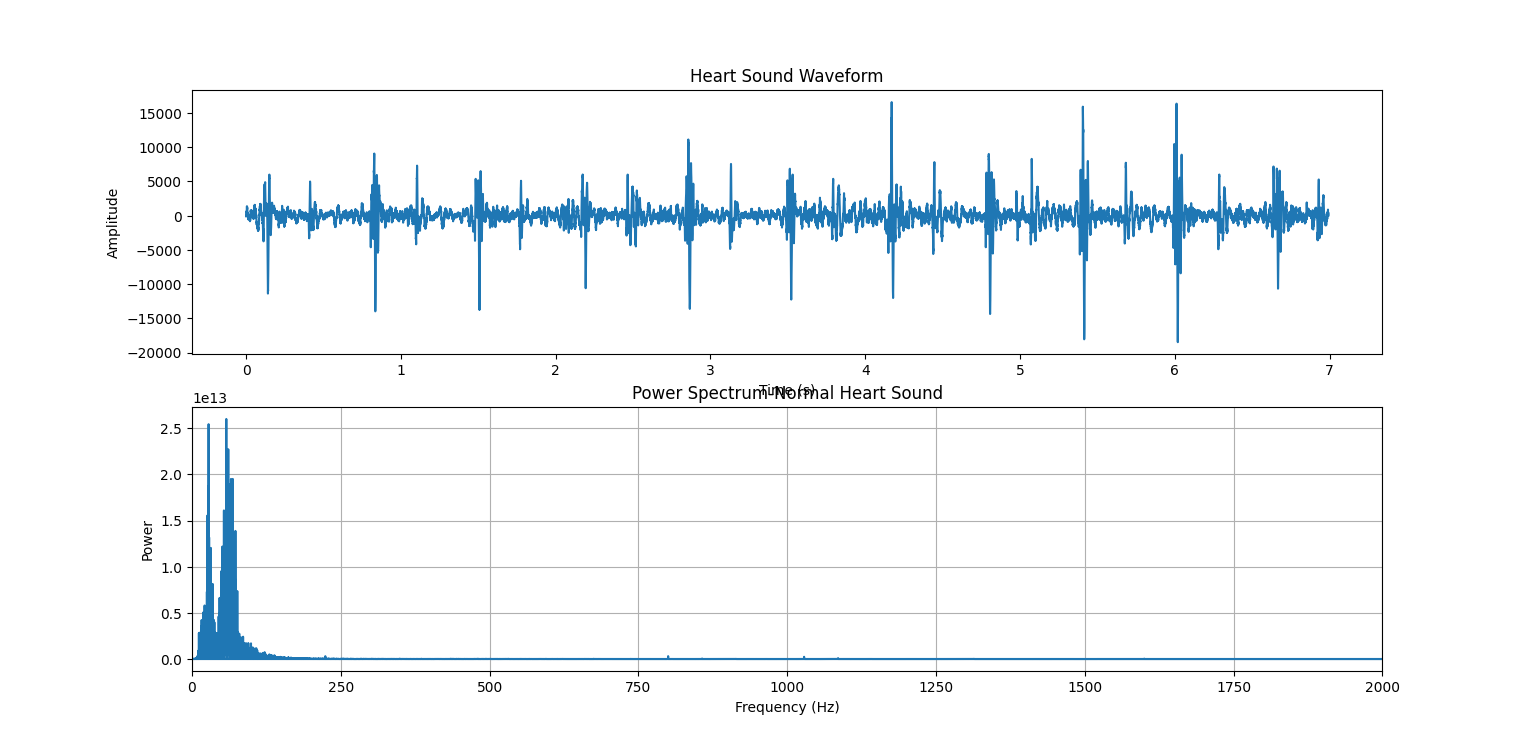 Heart Sound Waveform
15000
10000
5000
0
−5000
−10000
−15000
−20000
Amplitude
0 1 2 3 4 5 6 7
Time (s)
Power Spectrum-Normal Heart Sound
1e13
2.5
2.0
1.5
1.0
0.5
0.0
Power
0 250 500 750 1000 1250 1500 1750 2000
Frequency (Hz)